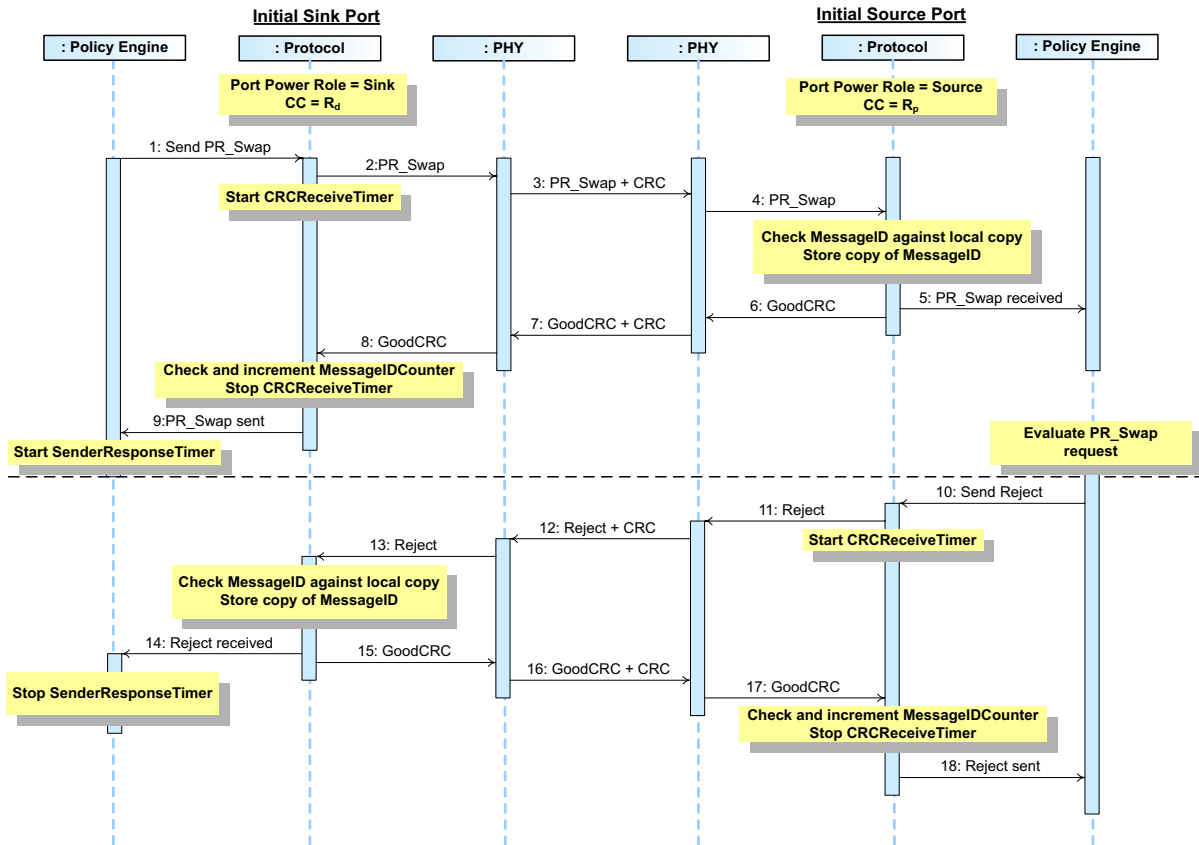 Initial Sink Port
Initial Source Port
: Policy Engine
: Protocol
: PHY
: PHY
: Protocol
: Policy Engine
Port Power Role = Sink
CC = Rd
Port Power Role = Source
CC = Rp
1: Send PR_Swap
2:PR_Swap
Start CRCReceiveTimer
3: PR_Swap + CRC
4: PR_Swap
Check MessageID against local copy
Store copy of MessageID
5: PR_Swap received
6: GoodCRC
7: GoodCRC + CRC
8: GoodCRC
Check and increment MessageIDCounter
Stop CRCReceiveTimer
9:PR_Swap sent
Start SenderResponseTimer
Evaluate PR_Swap
request
10: Send Reject
11: Reject
Start CRCReceiveTimer
12: Reject + CRC
13: Reject
Check MessageID against local copy
Store copy of MessageID
14: Reject received
15: GoodCRC
16: GoodCRC + CRC
Stop SenderResponseTimer
17: GoodCRC
Check and increment MessageIDCounter
Stop CRCReceiveTimer
18: Reject sent